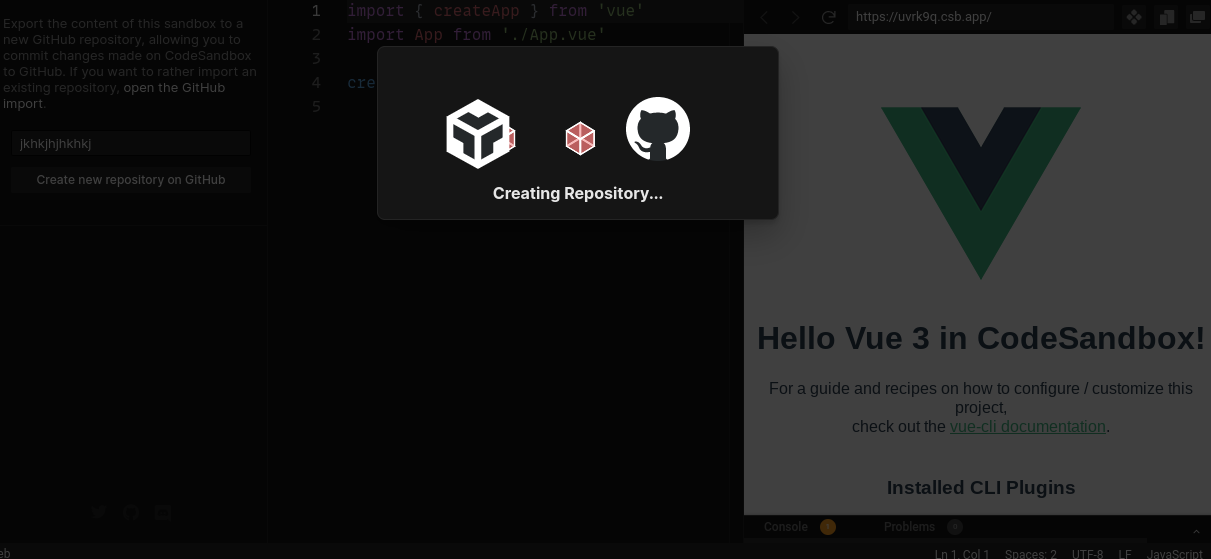 Export the content of this sandbox to a
new GitHub repository, allowing you to
commit changes made on CodeSandbox
to GitHub. If you want to rather import an
existing repository, open the GitHub
import.
jkhkjhjhkhkj
Create new repository on GitHub
1 import { createApp } from 'vue'
2 import App from './App.vue'
3
4 cre
5
Creating Repository...
https://uvrk9q.csb.app/
Hello Vue 3 in CodeSandbox!
For a guide and recipes on how to configure / customize this
project,
check out the vue-cli documentation.
Installed CLI Plugins
Console
Problems
eb
Ln 1, Col 1 Spaces: 2 UTF-8 LF JavaScript